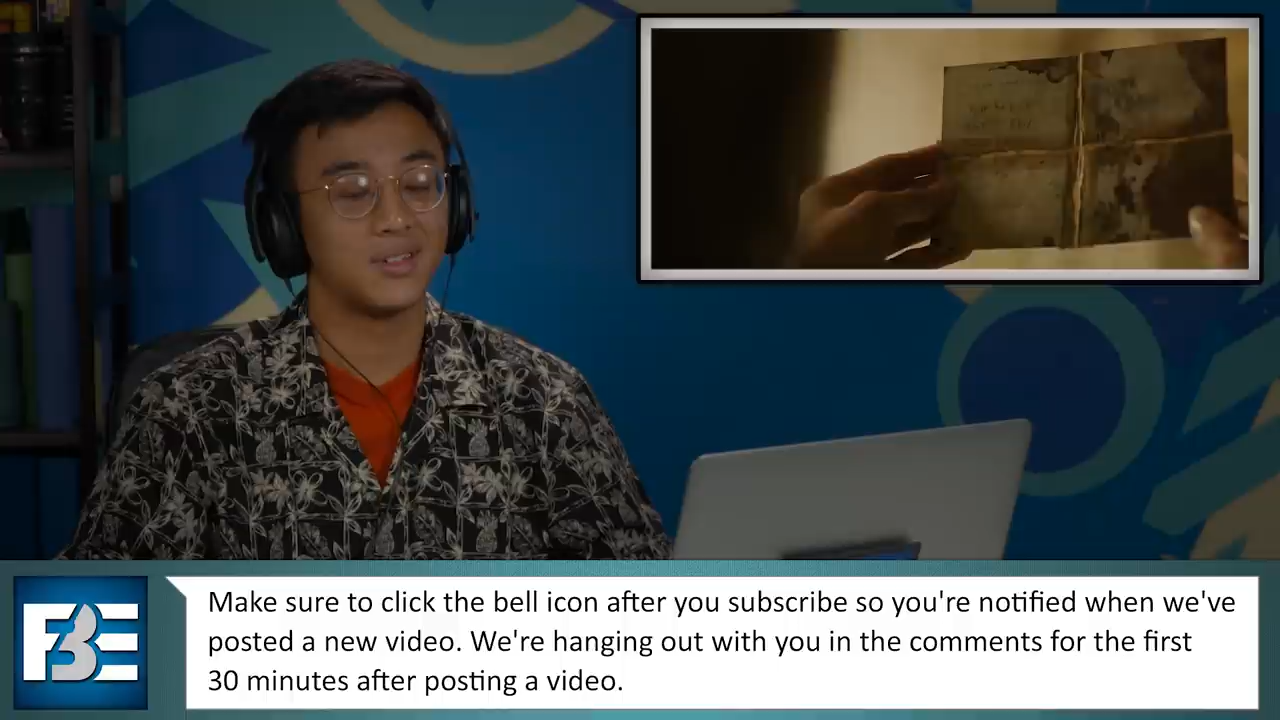 Make sure to click the bell icon after you subscribe so you're notified when we've
posted a new video. We're hanging out with you in the comments for the first
30 minutes after posting a video.
FBE